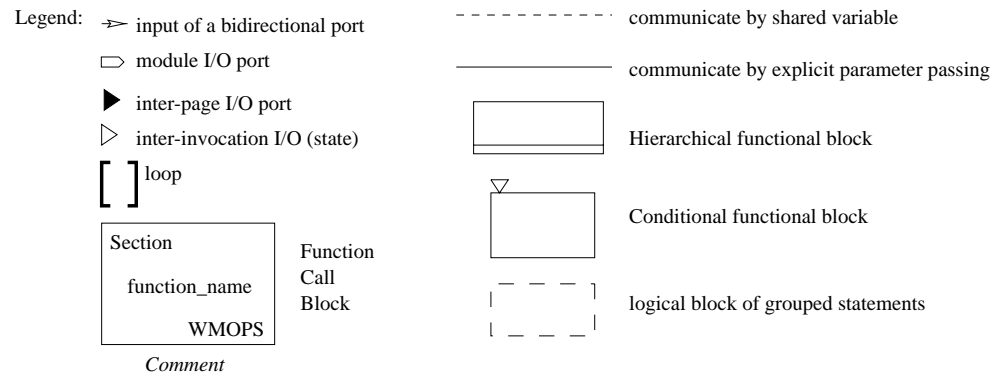 Legend:
input of a bidirectional port
module I/O port
inter-page I/O port
inter-invocation I/O (state)
loop
Section
function_name
WMOPS
Comment
Function
Call
Block
communicate by shared variable
communicate by explicit parameter passing
Hierarchical functional block
Conditional functional block
logical block of grouped statements